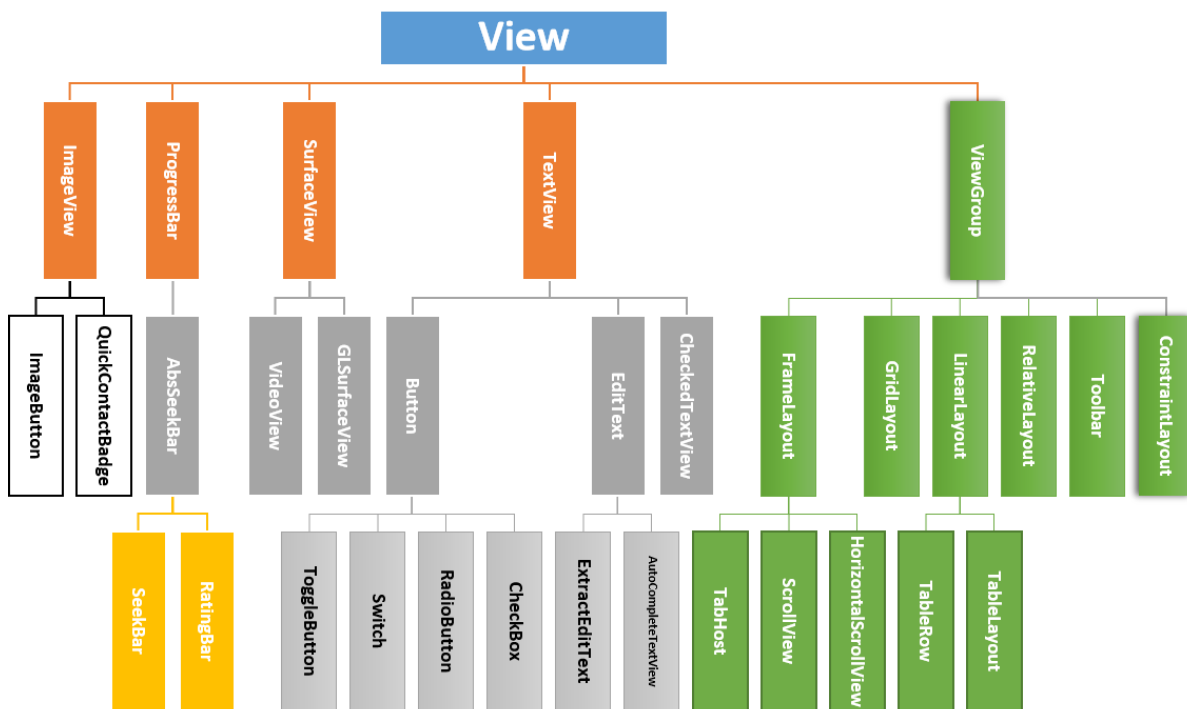 View
ImageView
ProgressBar
SurfaceView
TextView
ViewGroup
ImageButton
QuickContactBadge
AbsSeekBar
VideoView
GLSurfaceView
Button
EditText
CheckedTextView
FrameLayout
GridLayout
LinearLayout
RelativeLayout
Toolbar
ConstraintLayout
SeekBar
RatingBar
ToggleButton
Switch
RadioButton
CheckBox
ExtractEditText
AutoCompleteTextView
TabHost
ScrollView
HorizontalScrollView
TableRow
TableLayout